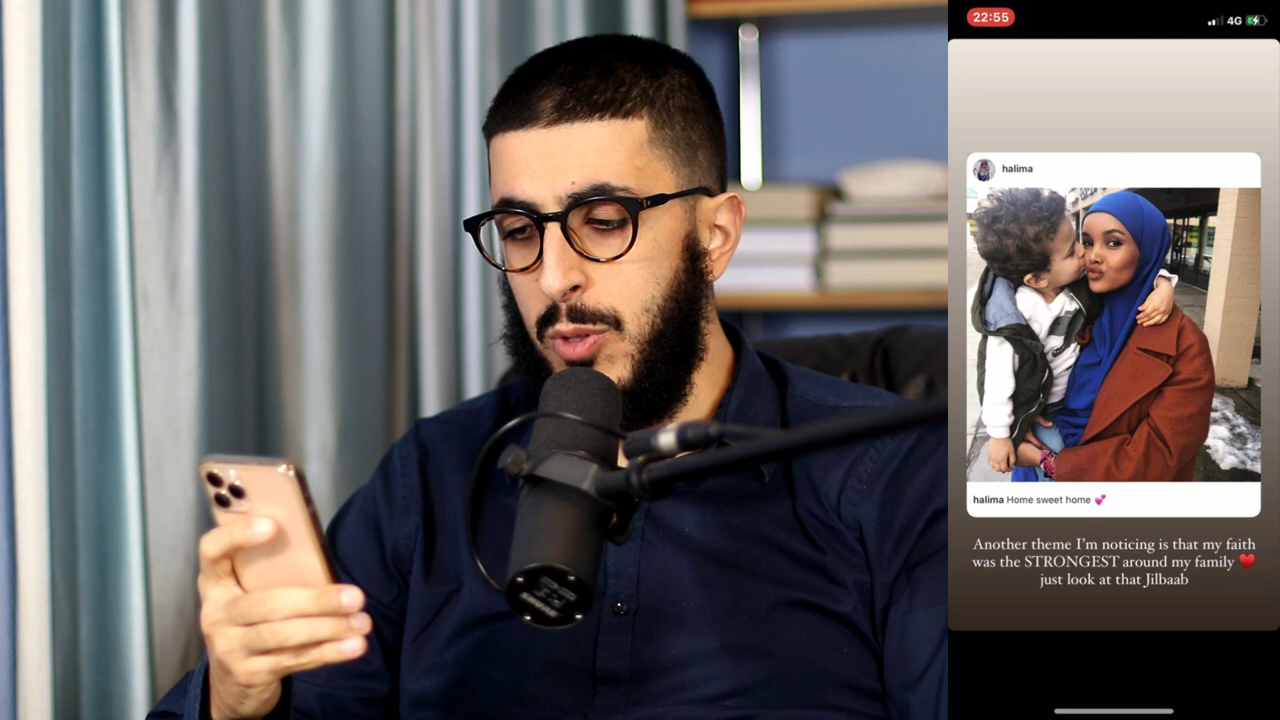 22:55
4G
halima
halima Home sweet home 💕
Another theme I'm noticing is that my faith
was the STRONGEST around my family ❤️
just look at that Jilbaab
SHURE